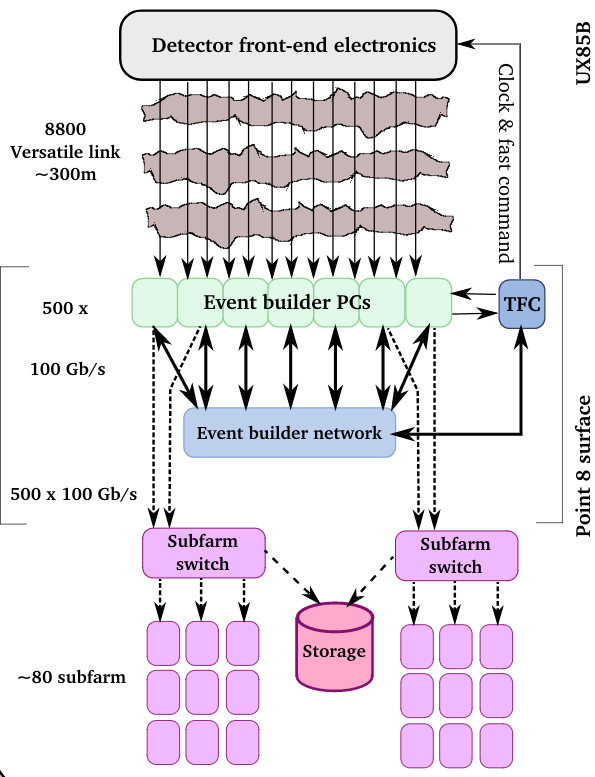 Detector front-end electronics
UX85B
8800
Versatile link
~300m
Clock & fast command
500 x
Event builder PCs
TFC
100 Gb/s
Event builder network
Point 8 surface
500 x 100 Gb/s
Subfarm
switch
Subfarm
switch
Storage
~80 subfarm